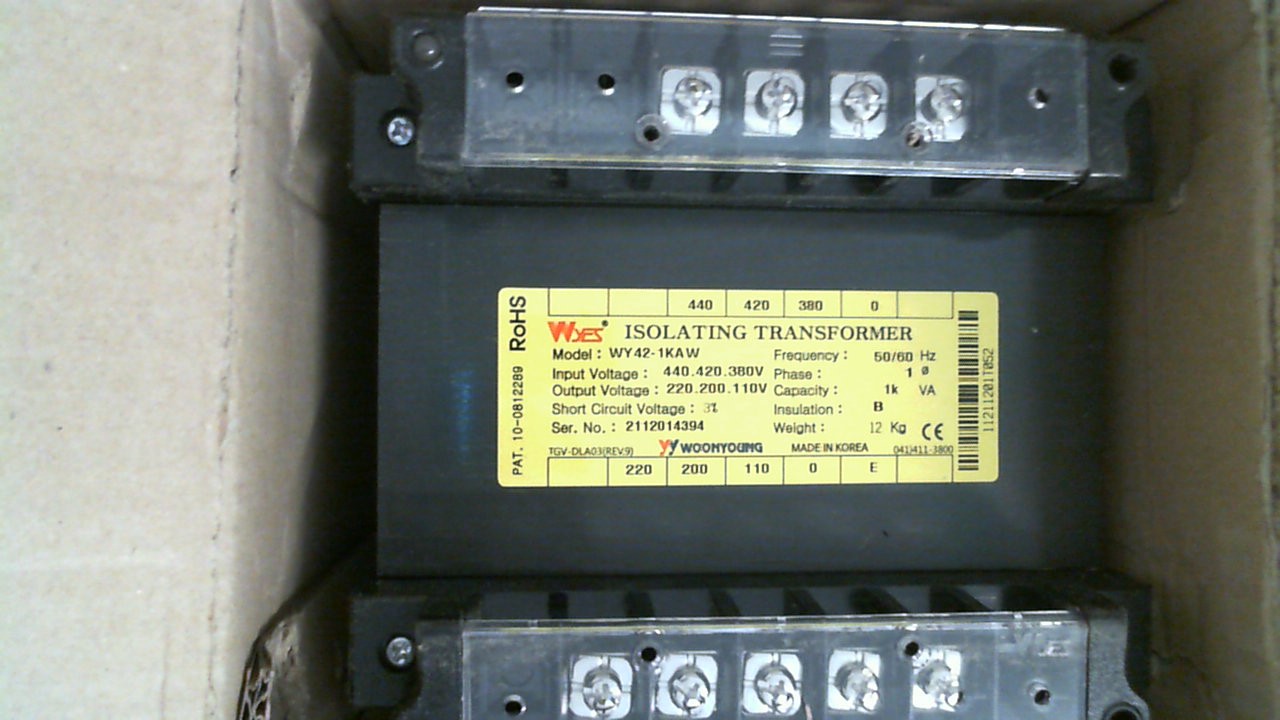 440 420 380 0
WYES® ISOLATING TRANSFORMER
Model : WY42-1KAW Frequency : 50/60 Hz
Input Voltage : 440.420.380V Phase : 1 ø
Output Voltage : 220.200.110V Capacity : 1k VA
Short Circuit Voltage : 3% Insulation : B
Ser. No. : 2112014394 Weight : 12 Kg CE
TGV-DLA03(REV.9) WOONYOUNG MADE IN KOREA 041)411-3800
220 200 110 0 E
PAT. 10-0812289 RoHS
11211201T052